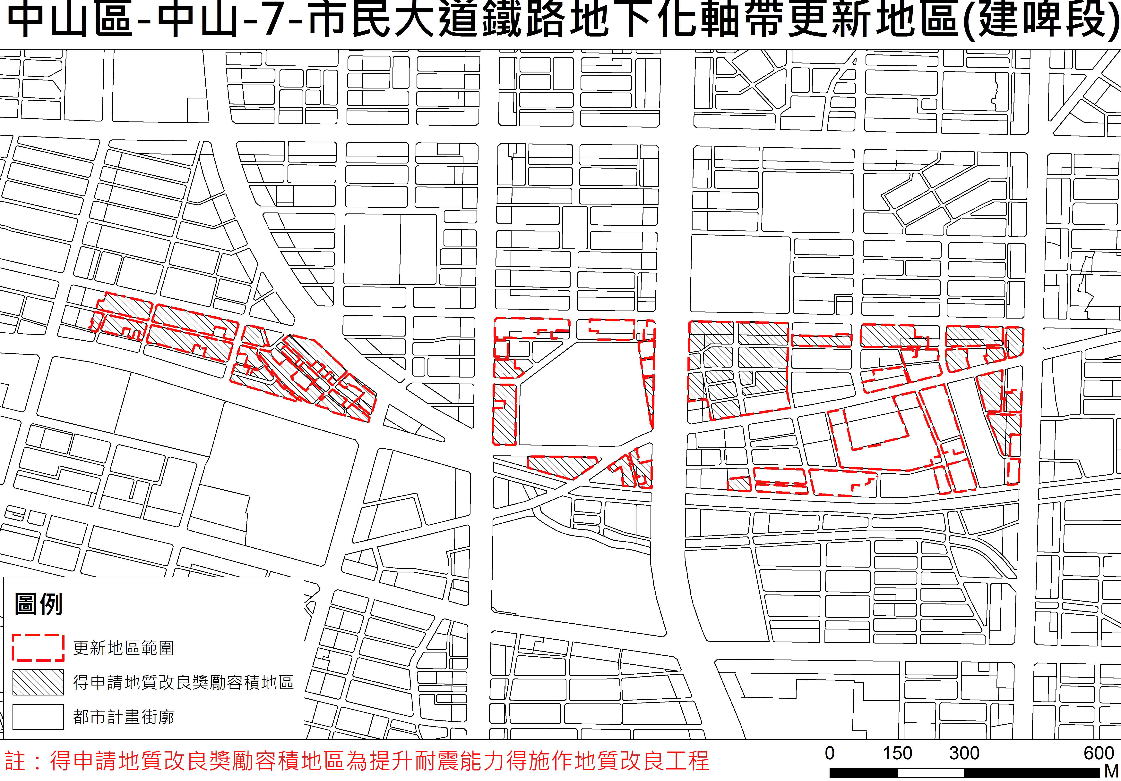 中山區-中山-7-市民大道鐵路地下化軸帶更新地區(建啤段)
圖例
更新地區範圍
得申請地質改良獎勵容積地區
都市計畫街廓
註：得申請地質改良獎勵容積地區為提升耐震能力得施作地質改良工程
0 150 300 600
M